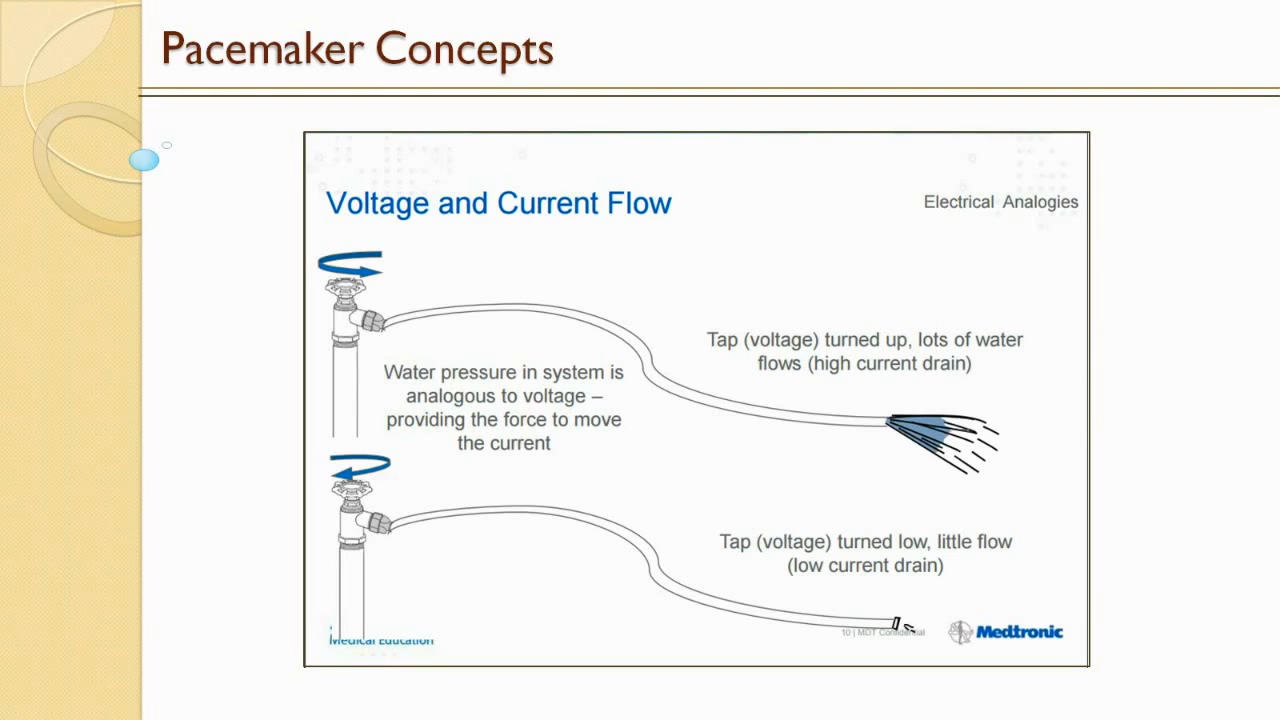 Pacemaker Concepts
Voltage and Current Flow
Electrical Analogies
Tap (voltage) turned up, lots of water
flows (high current drain)
Water pressure in system is
analogous to voltage –
providing the force to move
the current
Tap (voltage) turned low, little flow
(low current drain)
10 | MDT Confidential
Medtronic
Medical Education